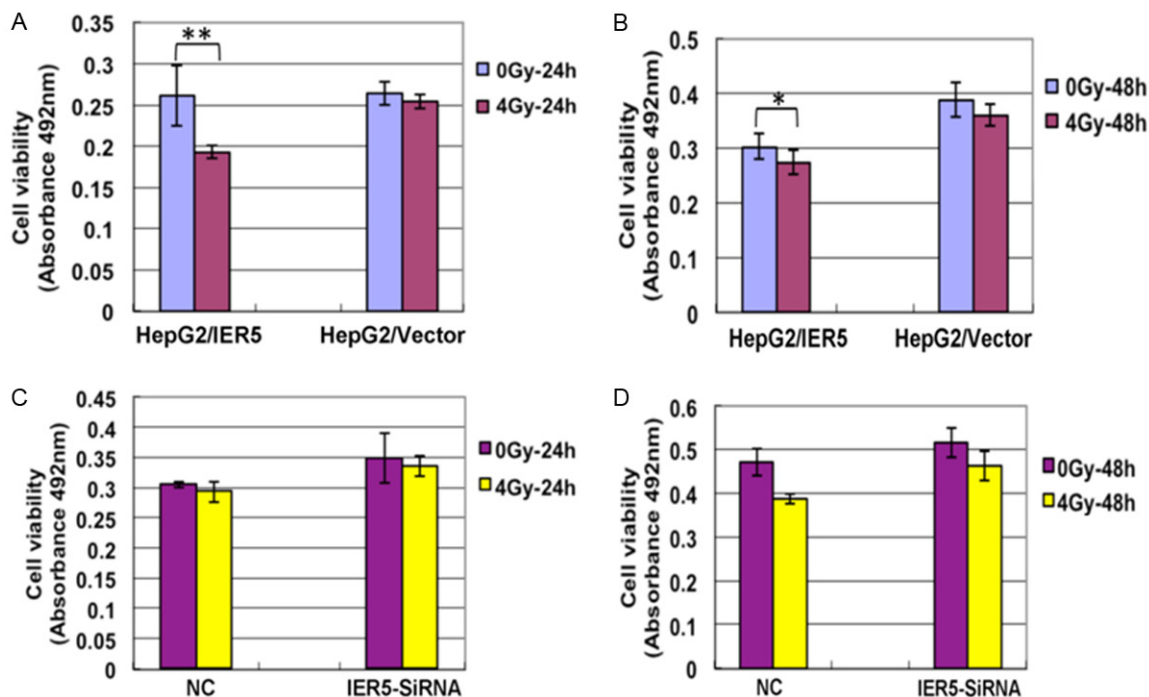 A
Cell viability
(Absorbance 492nm)
0.35
0.3
0.25
0.2
0.15
0.1
0.05
0
**
HepG2/IER5
HepG2/Vector
0Gy-24h
4Gy-24h
B
Cell viability
(Absorbance 492nm)
0.5
0.4
0.3
0.2
0.1
0
*
HepG2/IER5
HepG2/Vector
0Gy-48h
4Gy-48h
C
Cell viability
(Absorbance 492nm)
0.45
0.4
0.35
0.3
0.25
0.2
0.15
0.1
0.05
0
NC
IER5-SiRNA
0Gy-24h
4Gy-24h
D
Cell viability
(Absorbance 492nm)
0.6
0.5
0.4
0.3
0.2
0.1
0
NC
IER5-SiRNA
0Gy-48h
4Gy-48h